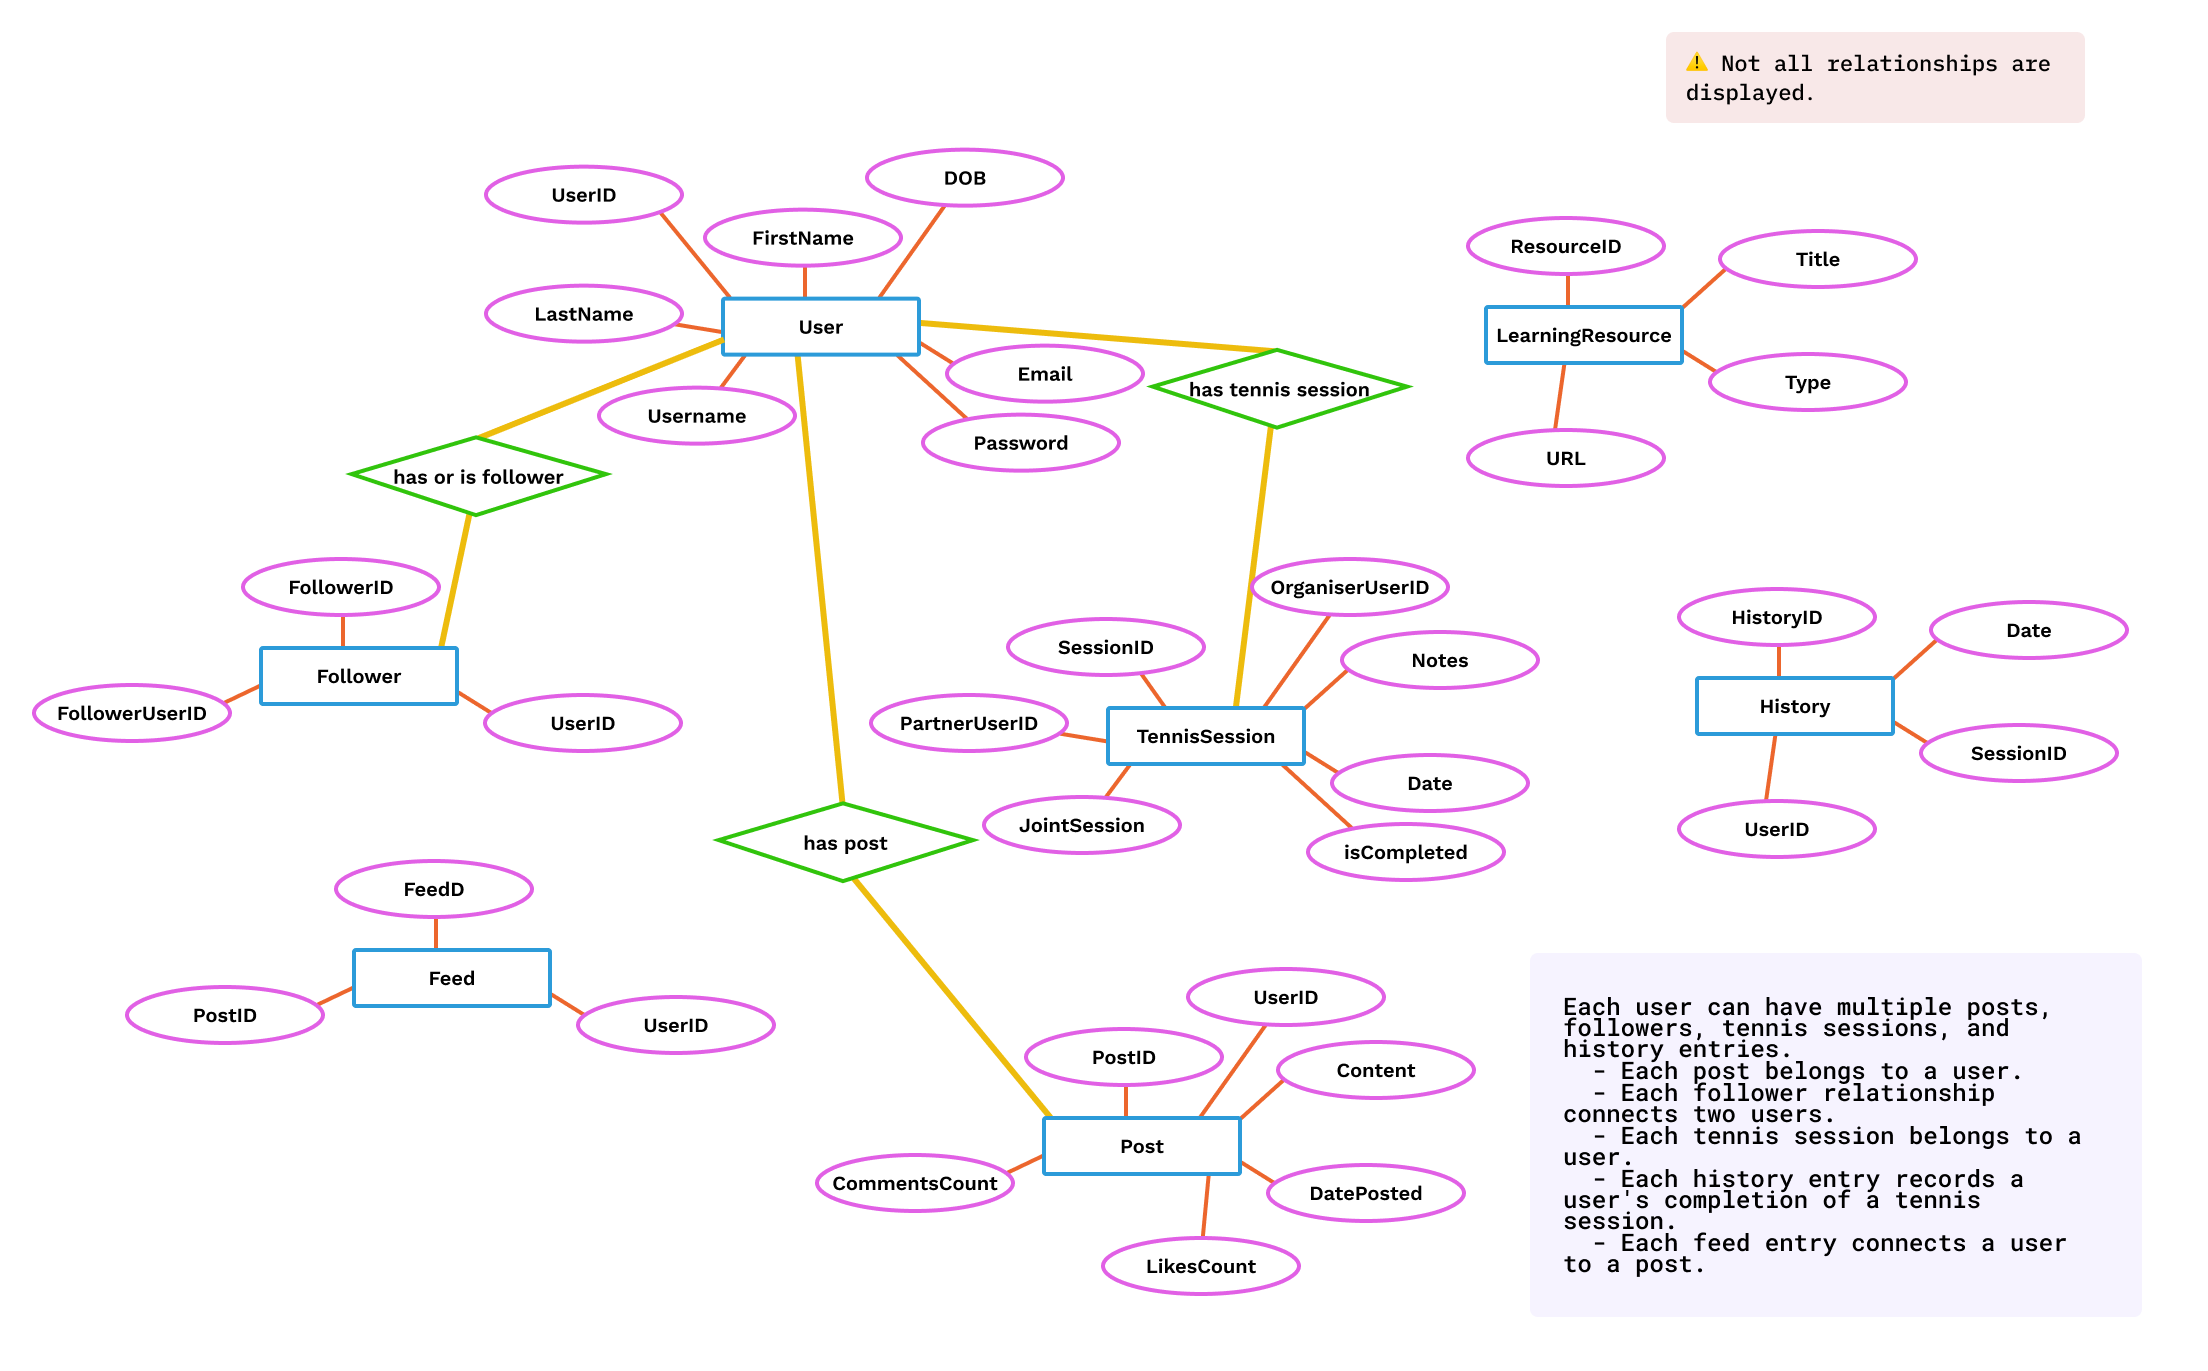 ⚠️ Not all relationships are
displayed.
UserID
DOB
FirstName
LastName
User
Username
Email
Password
has tennis session
has or is follower
ResourceID
Title
LearningResource
Type
URL
FollowerID
Follower
FollowerUserID
UserID
OrganiserUserID
SessionID
Notes
PartnerUserID
TennisSession
Date
JointSession
isCompleted
HistoryID
Date
History
SessionID
UserID
has post
FeedD
Feed
PostID
UserID
UserID
PostID
Content
Post
CommentsCount
DatePosted
LikesCount
Each user can have multiple posts,
followers, tennis sessions, and
history entries.
- Each post belongs to a user.
- Each follower relationship
connects two users.
- Each tennis session belongs to a
user.
- Each history entry records a
user's completion of a tennis
session.
- Each feed entry connects a user
to a post.